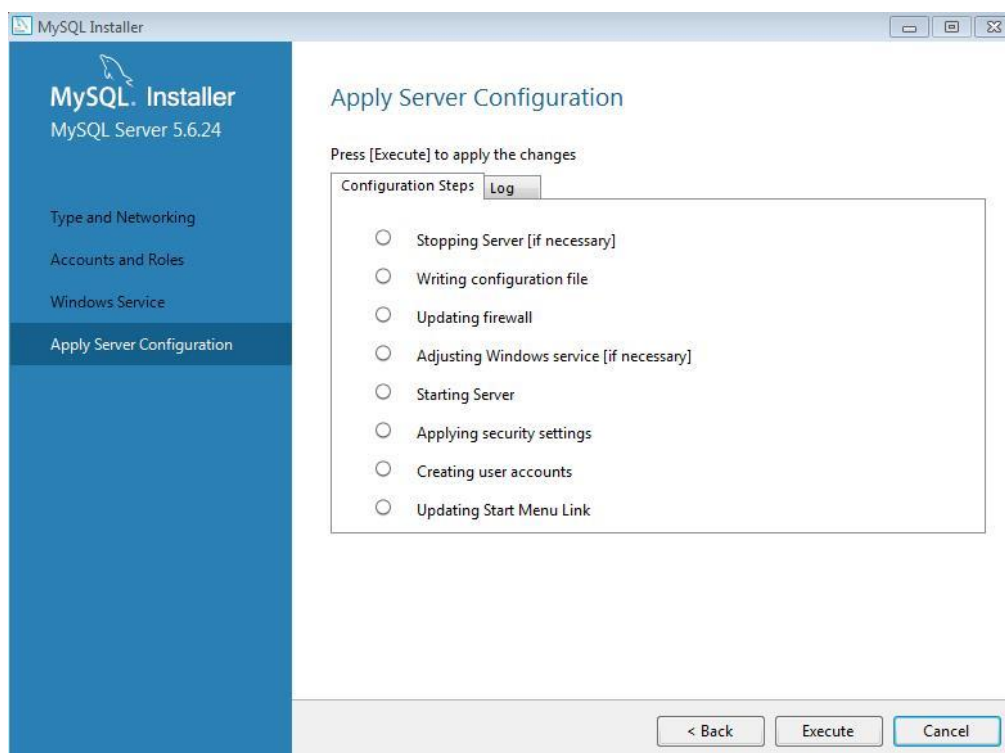 MySQL Installer
MySQL. Installer
MySQL Server 5.6.24
Type and Networking
Accounts and Roles
Windows Service
Apply Server Configuration
Apply Server Configuration
Press [Execute] to apply the changes
Configuration Steps Log
Stopping Server [if necessary]
Writing configuration file
Updating firewall
Adjusting Windows service [if necessary]
Starting Server
Applying security settings
Creating user accounts
Updating Start Menu Link
< Back Execute Cancel